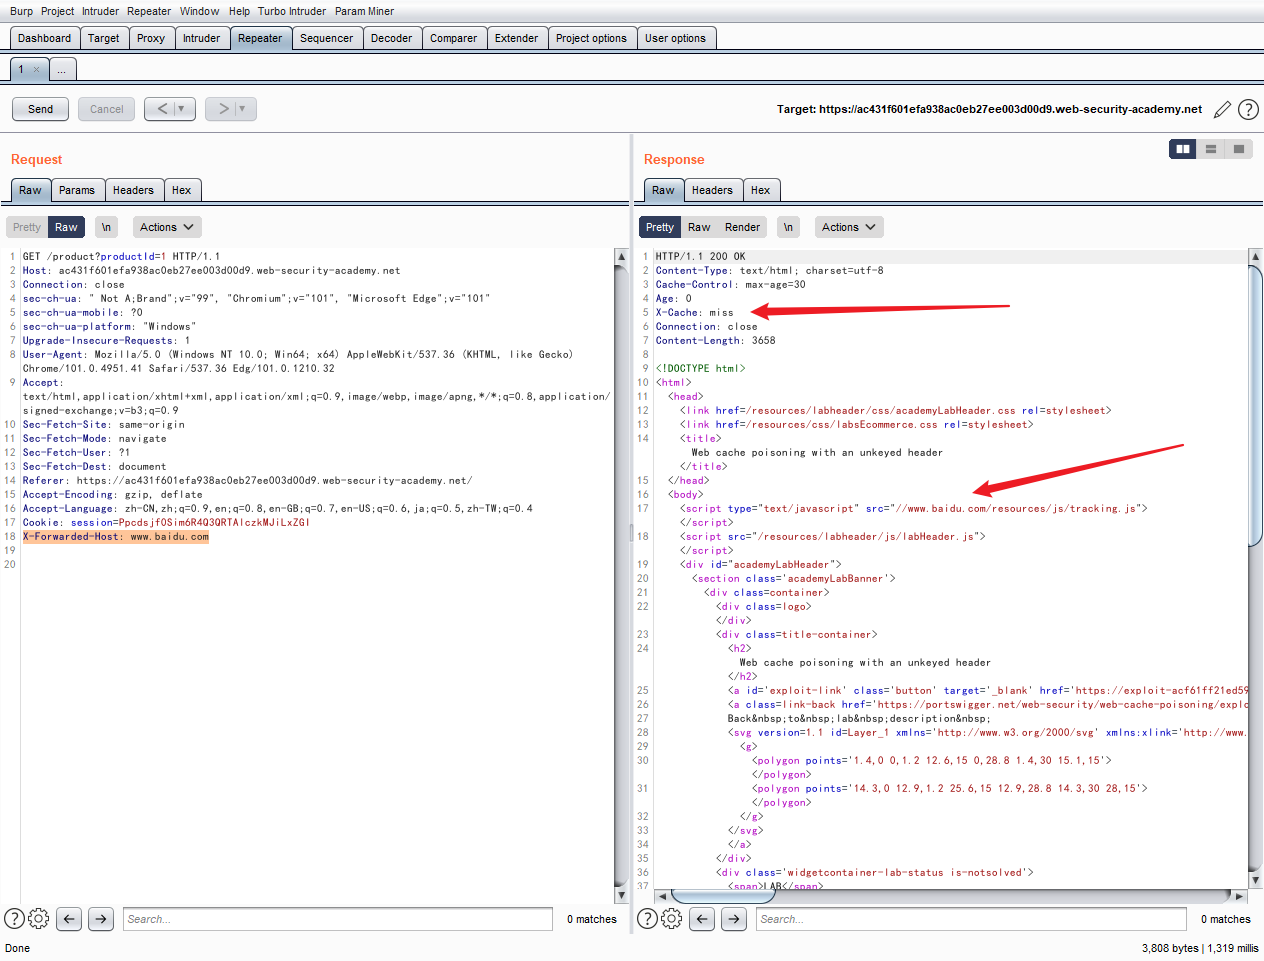 Burp Project Intruder Repeater Window Help Turbo Intruder Param Miner
Dashboard Target Proxy Intruder Repeater Sequencer Decoder Comparer Extender Project options User options
1 × ...
Send Cancel < ▼ > ▼ Target: https://ac431f601efa938ac0eb27ee003d00d9.web-security-academy.net ?
Request
Raw Params Headers Hex
Pretty Raw \n Actions
1 GET /product?productId=1 HTTP/1.1
2 Host: ac431f601efa938ac0eb27ee003d00d9.web-security-academy.net
3 Connection: close
4 sec-ch-ua: " Not A;Brand";v="99", "Chromium";v="101", "Microsoft Edge";v="101"
5 sec-ch-ua-mobile: ?0
6 sec-ch-ua-platform: "Windows"
7 Upgrade-Insecure-Requests: 1
8 User-Agent: Mozilla/5.0 (Windows NT 10.0; Win64; x64) AppleWebKit/537.36 (KHTML, like Gecko)
Chrome/101.0.4951.41 Safari/537.36 Edg/101.0.1210.32
9 Accept:
text/html,application/xhtml+xml,application/xml;q=0.9,image/webp,image/apng,*/*;q=0.8,application/
signed-exchange;v=b3;q=0.9
10 Sec-Fetch-Site: same-origin
11 Sec-Fetch-Mode: navigate
12 Sec-Fetch-User: ?1
13 Sec-Fetch-Dest: document
14 Referer: https://ac431f601efa938ac0eb27ee003d00d9.web-security-academy.net/
15 Accept-Encoding: gzip, deflate
16 Accept-Language: zh-CN,zh;q=0.9,en;q=0.8,en-GB;q=0.7,en-US;q=0.6,ja;q=0.5,zh-TW;q=0.4
17 Cookie: session=
18 X-Forwarded-Host: www.baidu.com
19
20
? Search... 0 matches
Response
Raw Headers Hex
Pretty Raw Render \n Actions
1 HTTP/1.1 200 OK
2 Content-Type: text/html; charset=utf-8
3 Cache-Control: max-age=30
4 Age: 0
5 X-Cache: miss
6 Connection: close
7 Content-Length: 3658
8
9 <!DOCTYPE html>
10 <html>
11 <head>
12 <link href=/resources/labheader/css/academyLabHeader.css rel=stylesheet>
13 <link href=/resources/css/labsEcommerce.css rel=stylesheet>
14 <title>
Web cache poisoning with an unkeyed header
</title>
15 </head>
16 <body>
17 <script type="text/javascript" src="//www.baidu.com/resources/js/tracking.js">
</script>
18 <script src="/resources/labheader/js/labHeader.js">
</script>
19 <div id="academyLabHeader">
20 <section class='academyLabBanner'>
21 <div class=container>
22 <div class=logo>
</div>
23 <div class=title-container>
24 <h2>
Web cache poisoning with an unkeyed header
</h2>
25 <a id='exploit-link' class='button' target='_blank' href='https://exploit-acf61ff21ed59
26 <a class=link-back href='https://portswigger.net/web-security/web-cache-poisoning/explo
27 Back&nbsp;to&nbsp;lab&nbsp;description&nbsp;
28 <svg version=1.1 id=Layer_1 xmlns='http://www.w3.org/2000/svg' xmlns:xlink='http://www.
29 <g>
30 <polygon points='1.4,0 0,1.2 12.6,15 0,28.8 1.4,30 15.1,15'>
</polygon>
31 <polygon points='14.3,0 12.9,1.2 25.6,15 12.9,28.8 14.3,30 28,15'>
</polygon>
32 </g>
33 </svg>
34 </a>
35 </div>
36 <div class='widgetcontainer-lab-status is-notsolved'>
37 <span>LAB</span>
? Search... 0 matches
Done 3,808 bytes | 1,319 millis